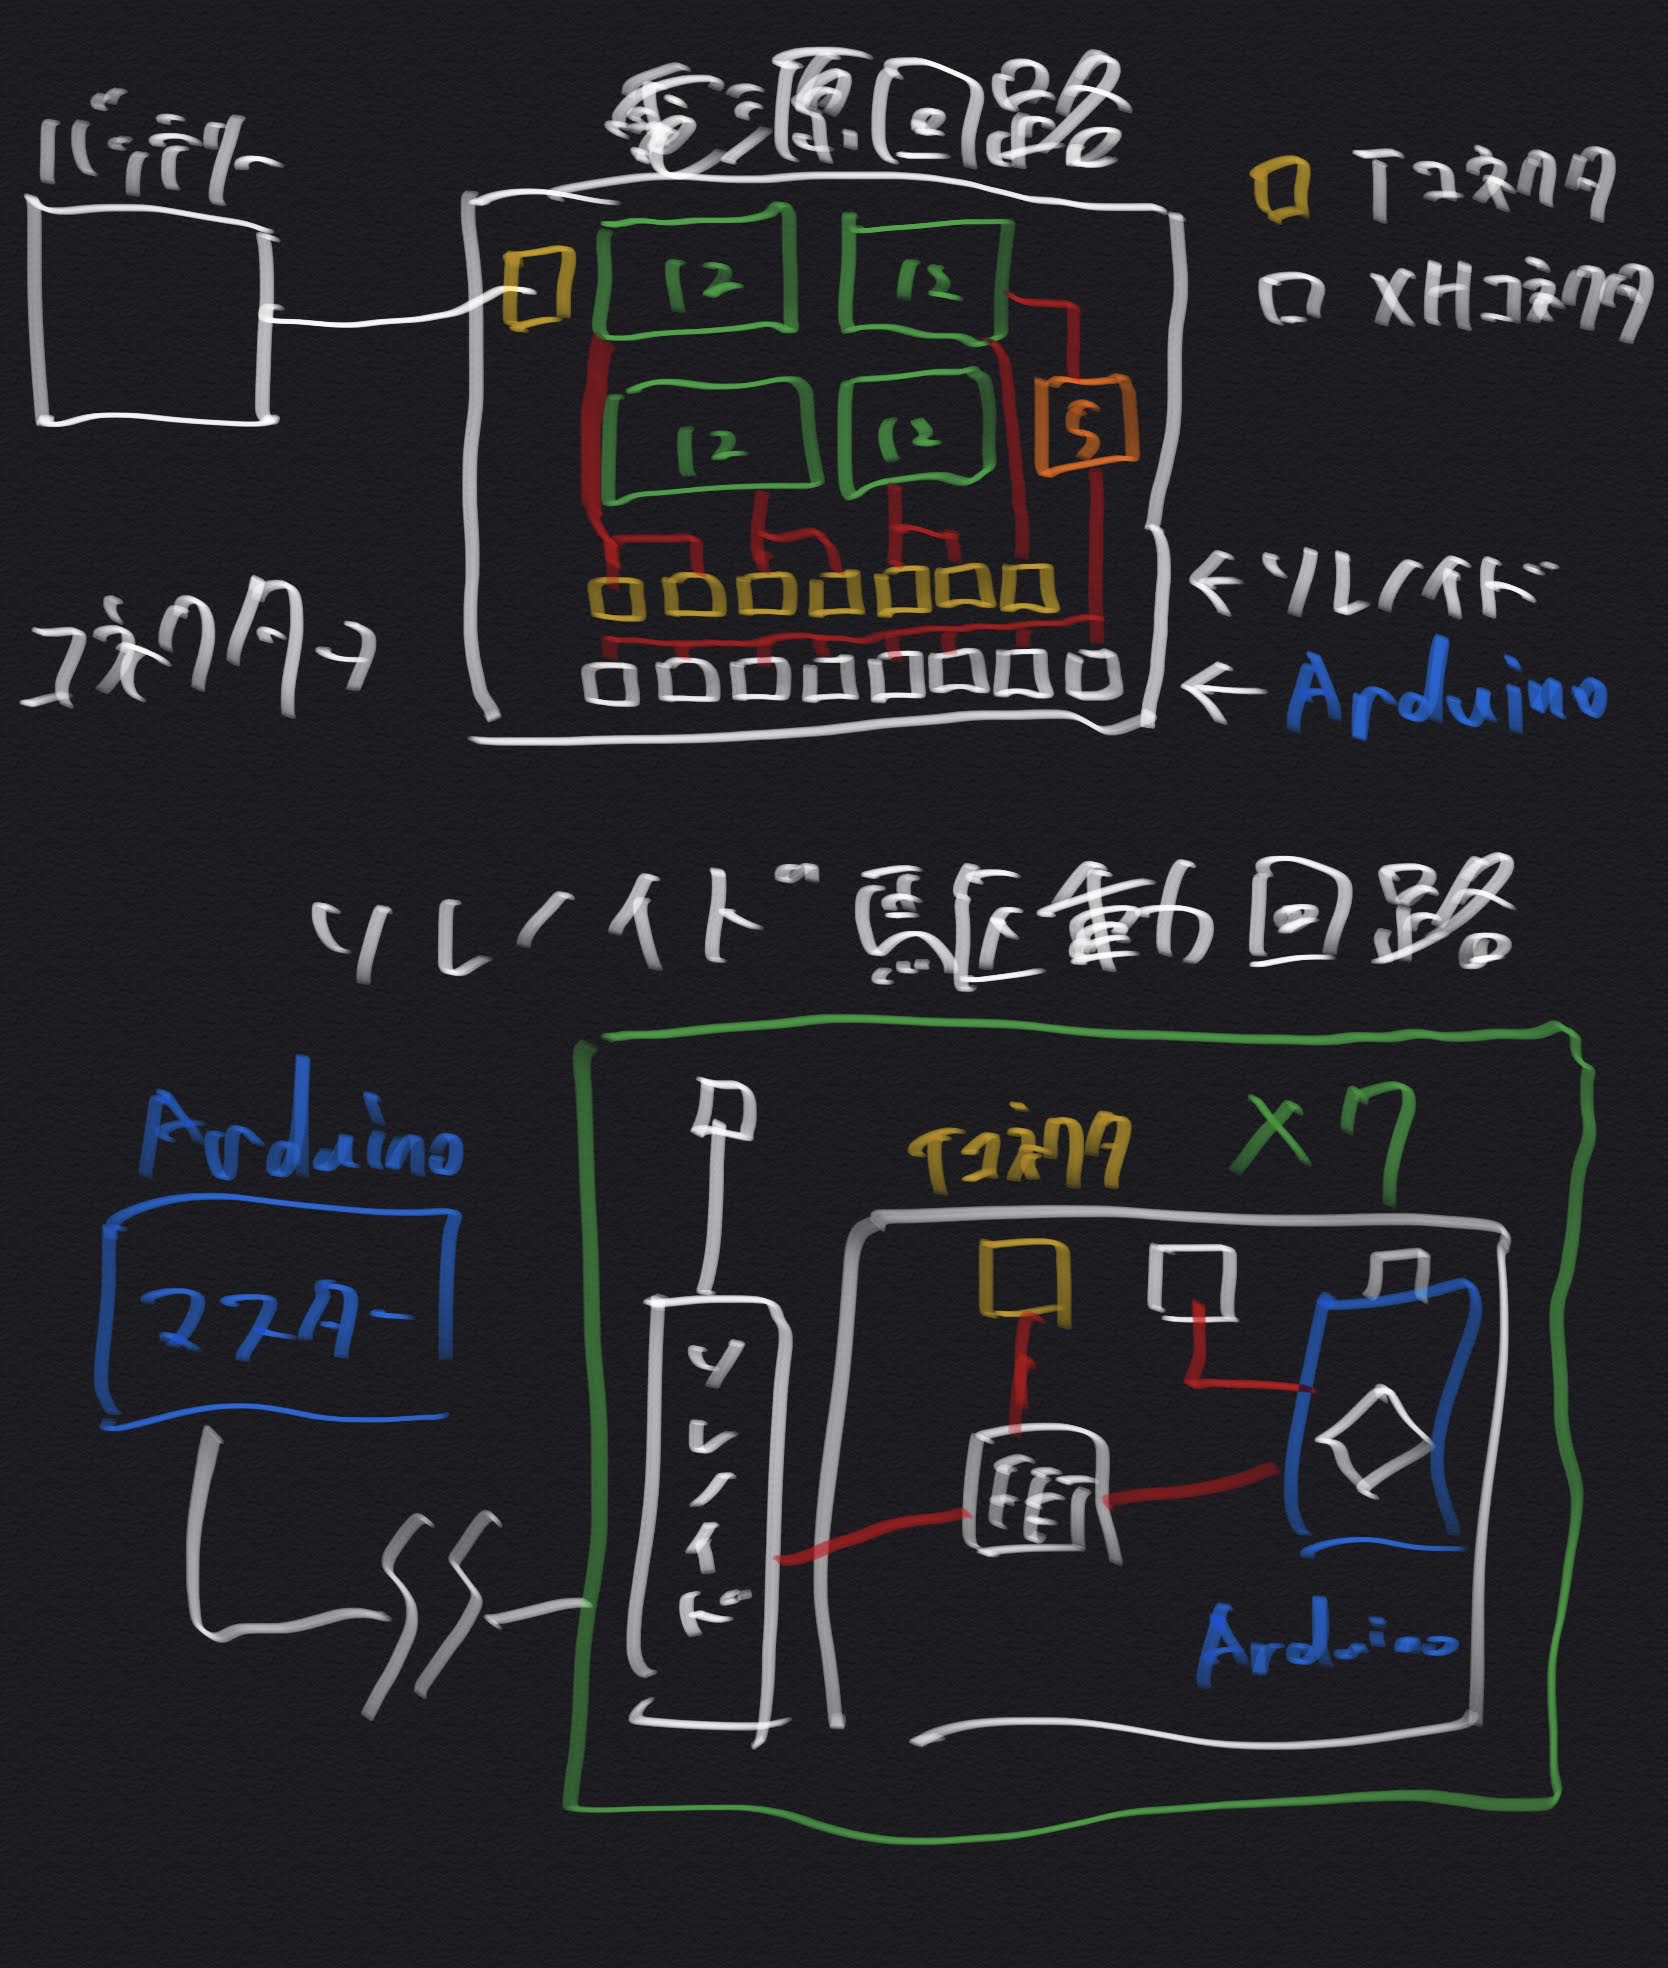 電源回路
バッテリー
Tコネクタ
XHコネクタ
12
12
12
12
5
←ソレノイド
コネクター
←Arduino
ソレノイド駆動回路
Arduino
マスター
Tコネクタ
×7
ソレノイド
FET
Arduino